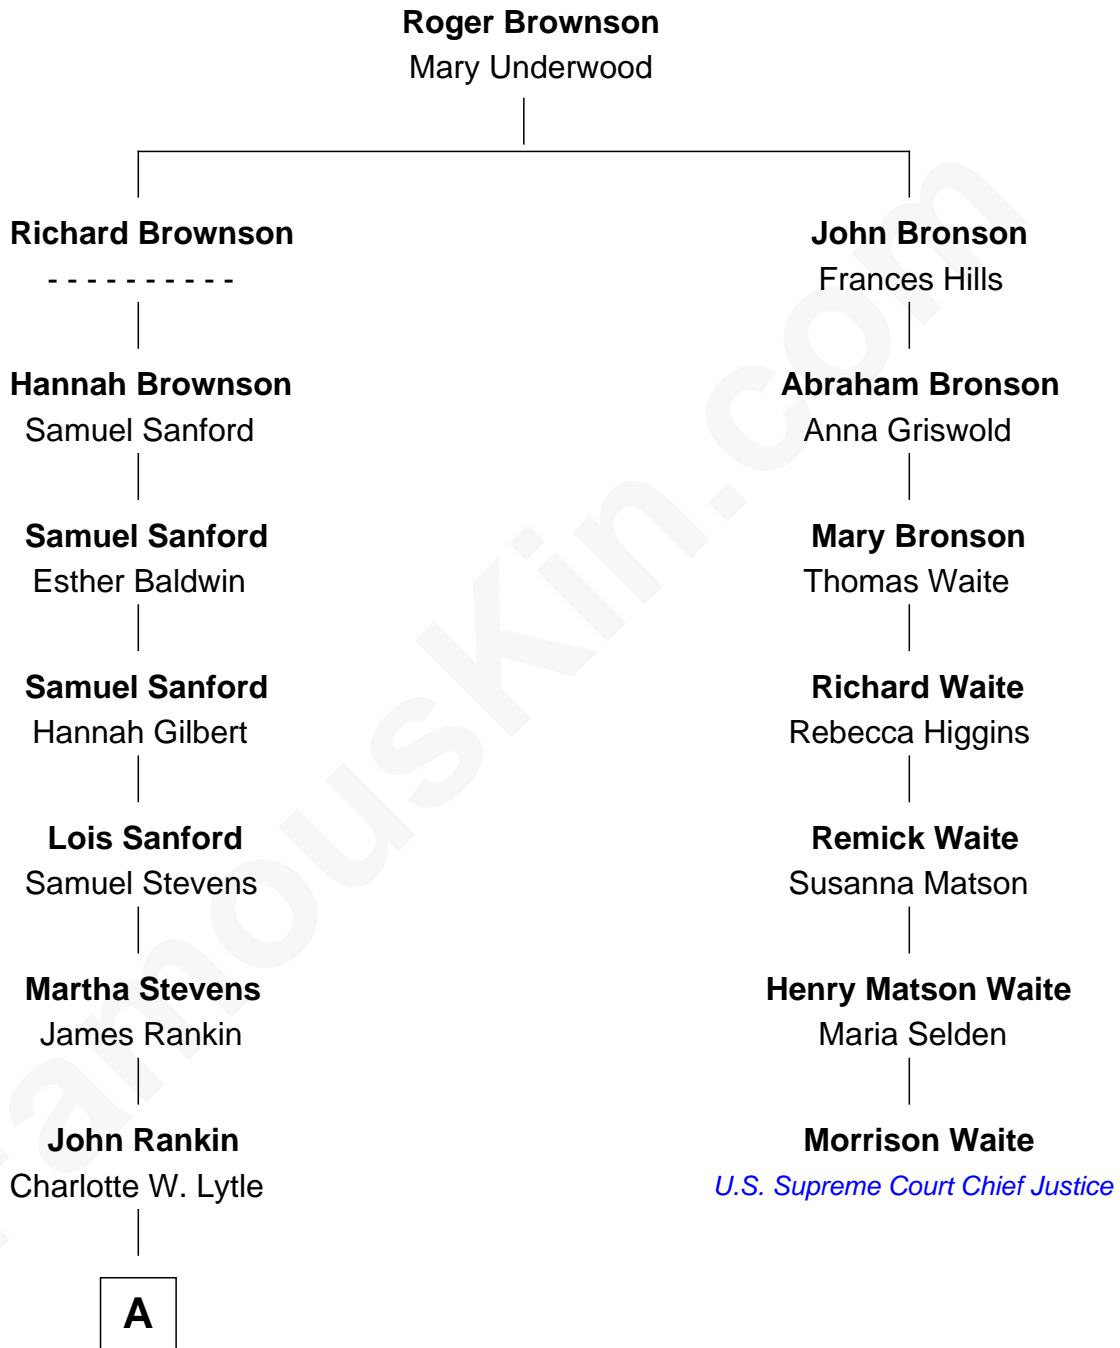 Roger Brownson
Mary Underwood
Richard Brownson
- - - - - - - - - -
Hannah Brownson
Samuel Sanford
Samuel Sanford
Esther Baldwin
Samuel Sanford
Hannah Gilbert
Lois Sanford
Samuel Stevens
Martha Stevens
James Rankin
John Rankin
Charlotte W. Lytle
A
John Bronson
Frances Hills
Abraham Bronson
Anna Griswold
Mary Bronson
Thomas Waite
Richard Waite
Rebecca Higgins
Remick Waite
Susanna Matson
Henry Matson Waite
Maria Selden
Morrison Waite
U.S. Supreme Court Chief Justice
FamousKin.com